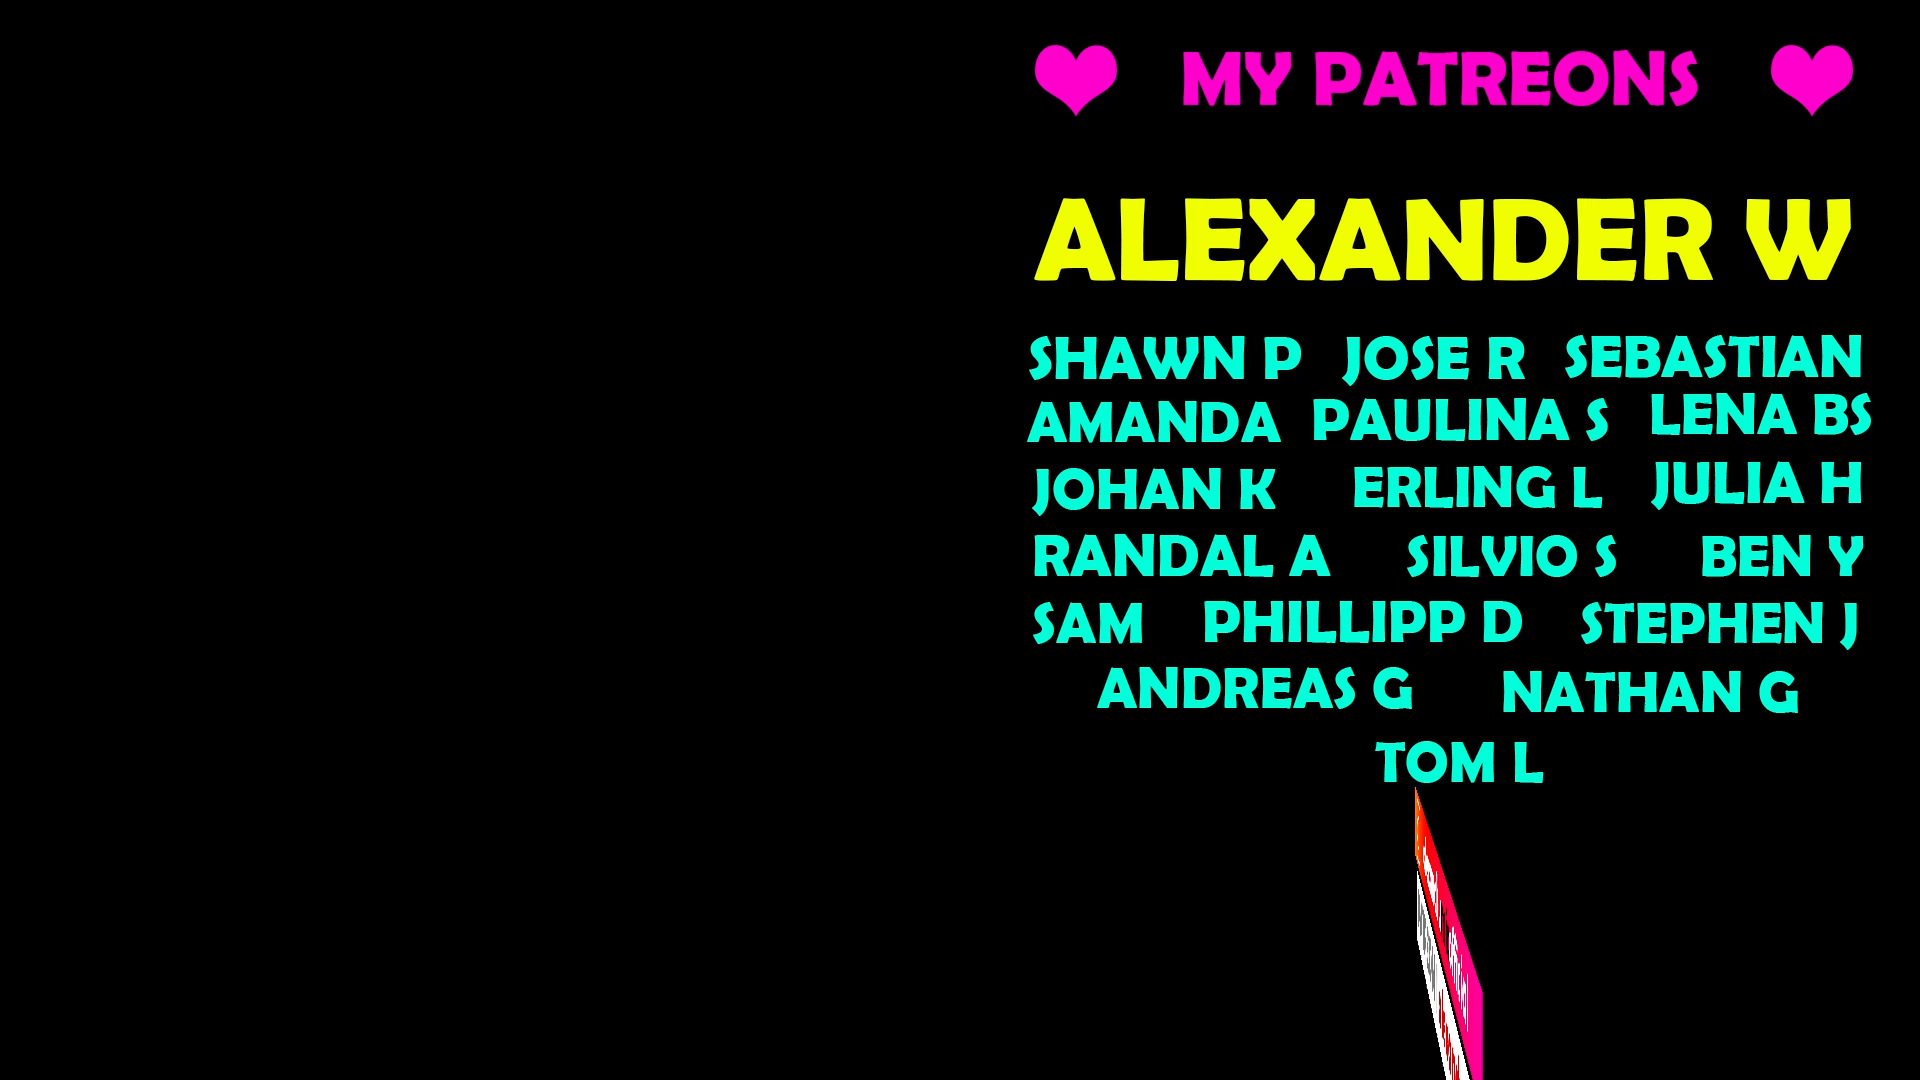 MY PATREONS
ALEXANDER W
SHAWN P JOSE R SEBASTIAN
AMANDA PAULINA S LENA BS
JOHAN K ERLING L JULIA H
RANDAL A SILVIO S BEN Y
SAM PHILLIPP D STEPHEN J
ANDREAS G NATHAN G
TOM L